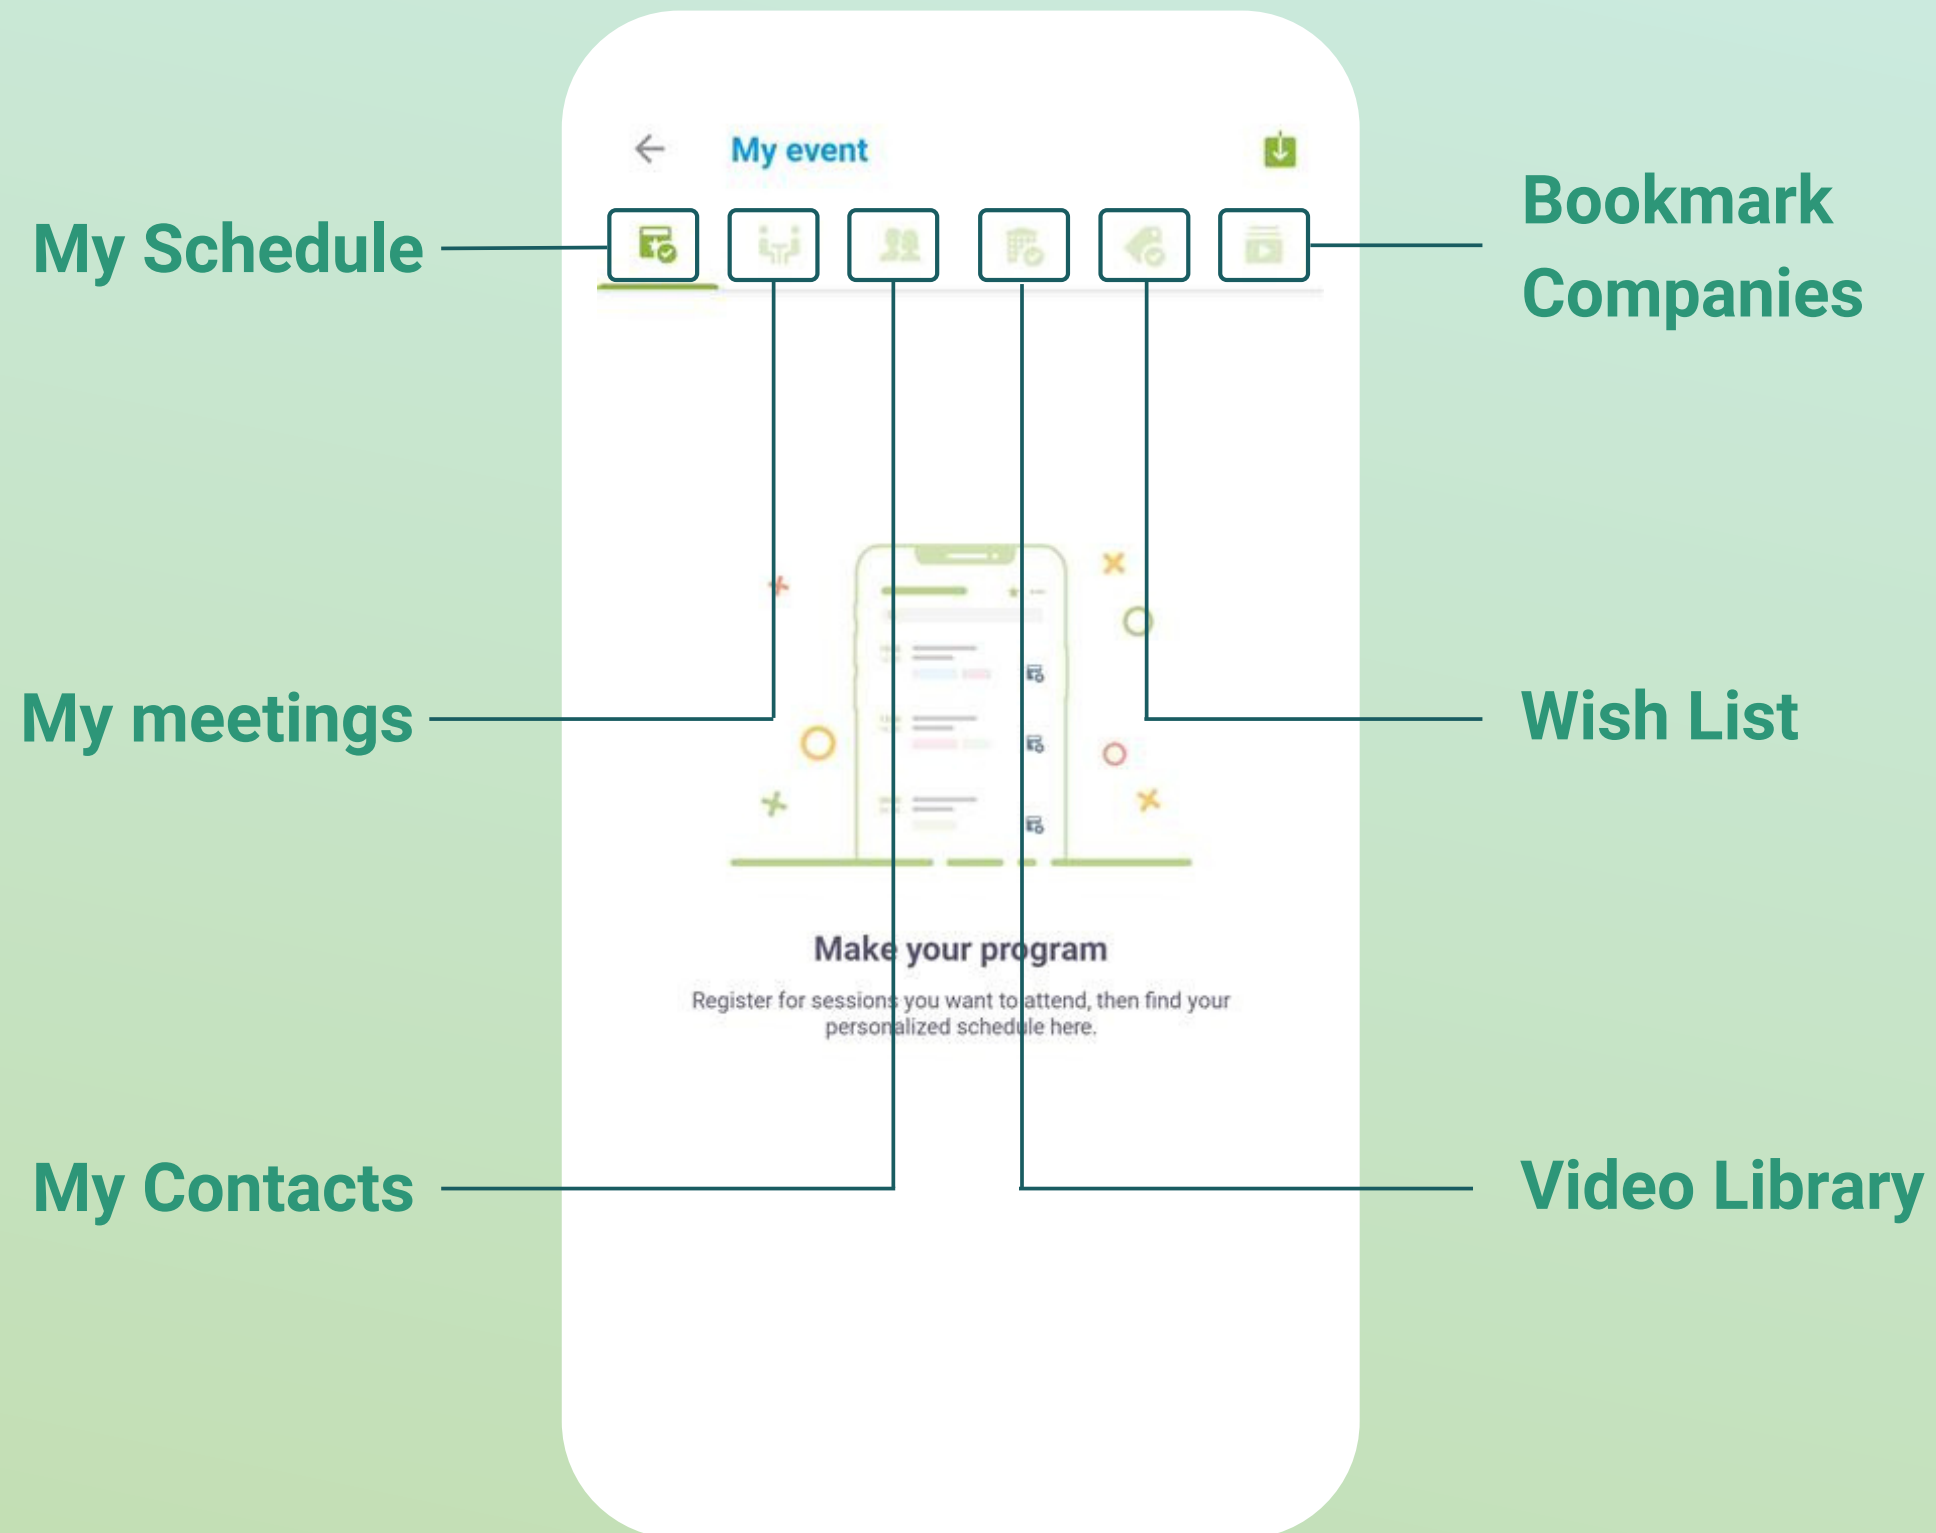 My event
My Schedule
Bookmark
Companies
My meetings
Wish List
Make your program
Register for sessions you want to attend, then find your
personalized schedule here.
My Contacts
Video Library